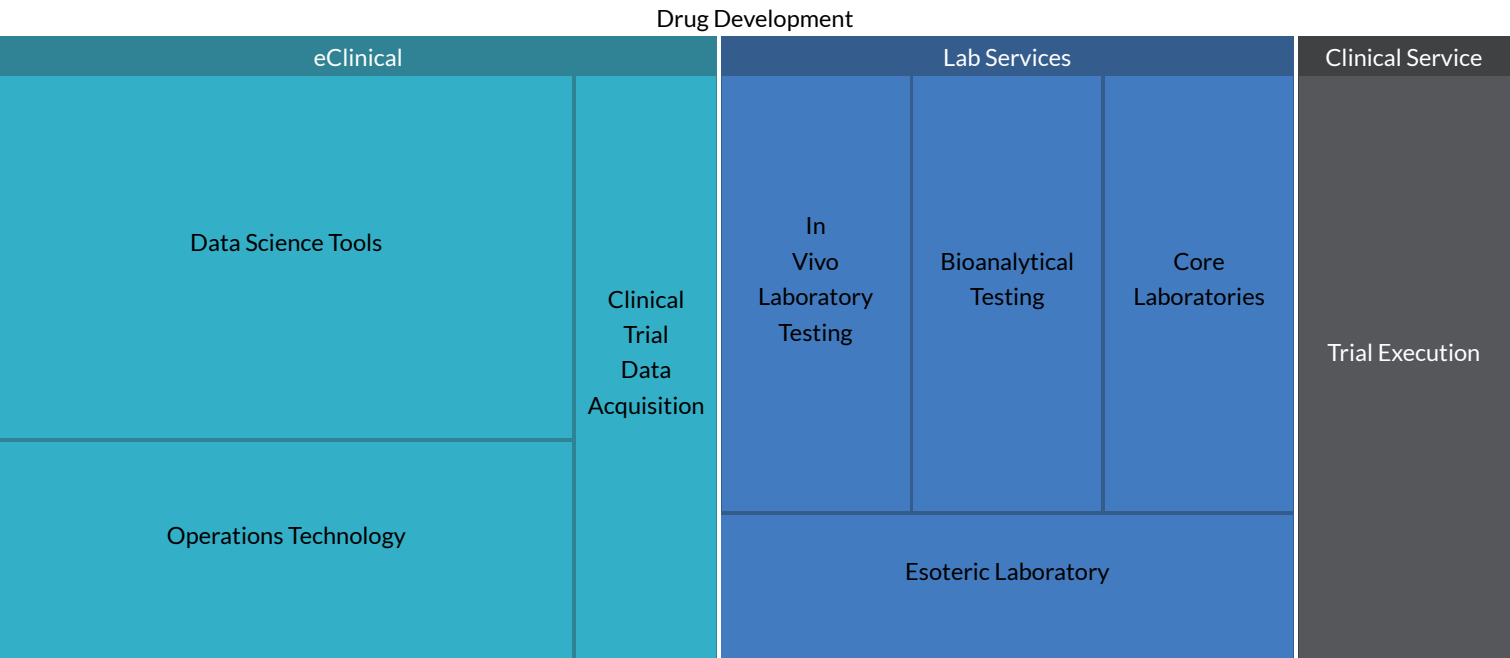 Drug Development
eClinical
Data Science Tools
Operations Technology
Clinical
Trial
Data
Acquisition
Lab Services
In
Vivo
Laboratory
Testing
Bioanalytical
Testing
Core
Laboratories
Esoteric Laboratory
Clinical Service
Trial Execution